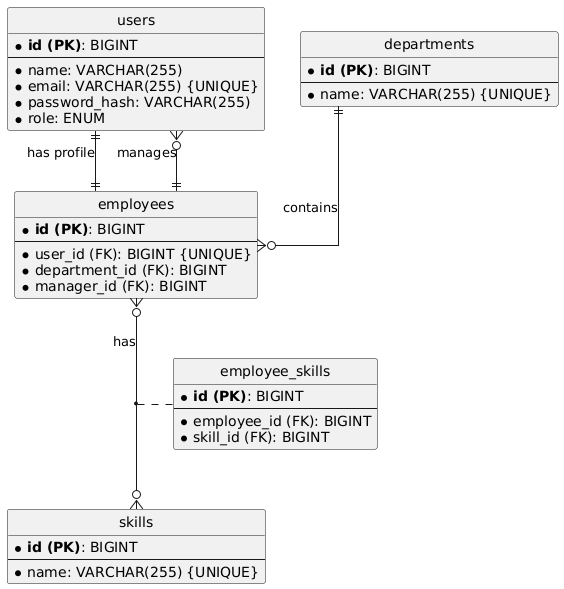 users
id (PK): BIGINT
name: VARCHAR(255)
email: VARCHAR(255) {UNIQUE}
password_hash: VARCHAR(255)
role: ENUM
departments
id (PK): BIGINT
name: VARCHAR(255) {UNIQUE}
has profile
manages
contains
employees
id (PK): BIGINT
user_id (FK): BIGINT {UNIQUE}
department_id (FK): BIGINT
manager_id (FK): BIGINT
has
employee_skills
id (PK): BIGINT
employee_id (FK): BIGINT
skill_id (FK): BIGINT
skills
id (PK): BIGINT
name: VARCHAR(255) {UNIQUE}